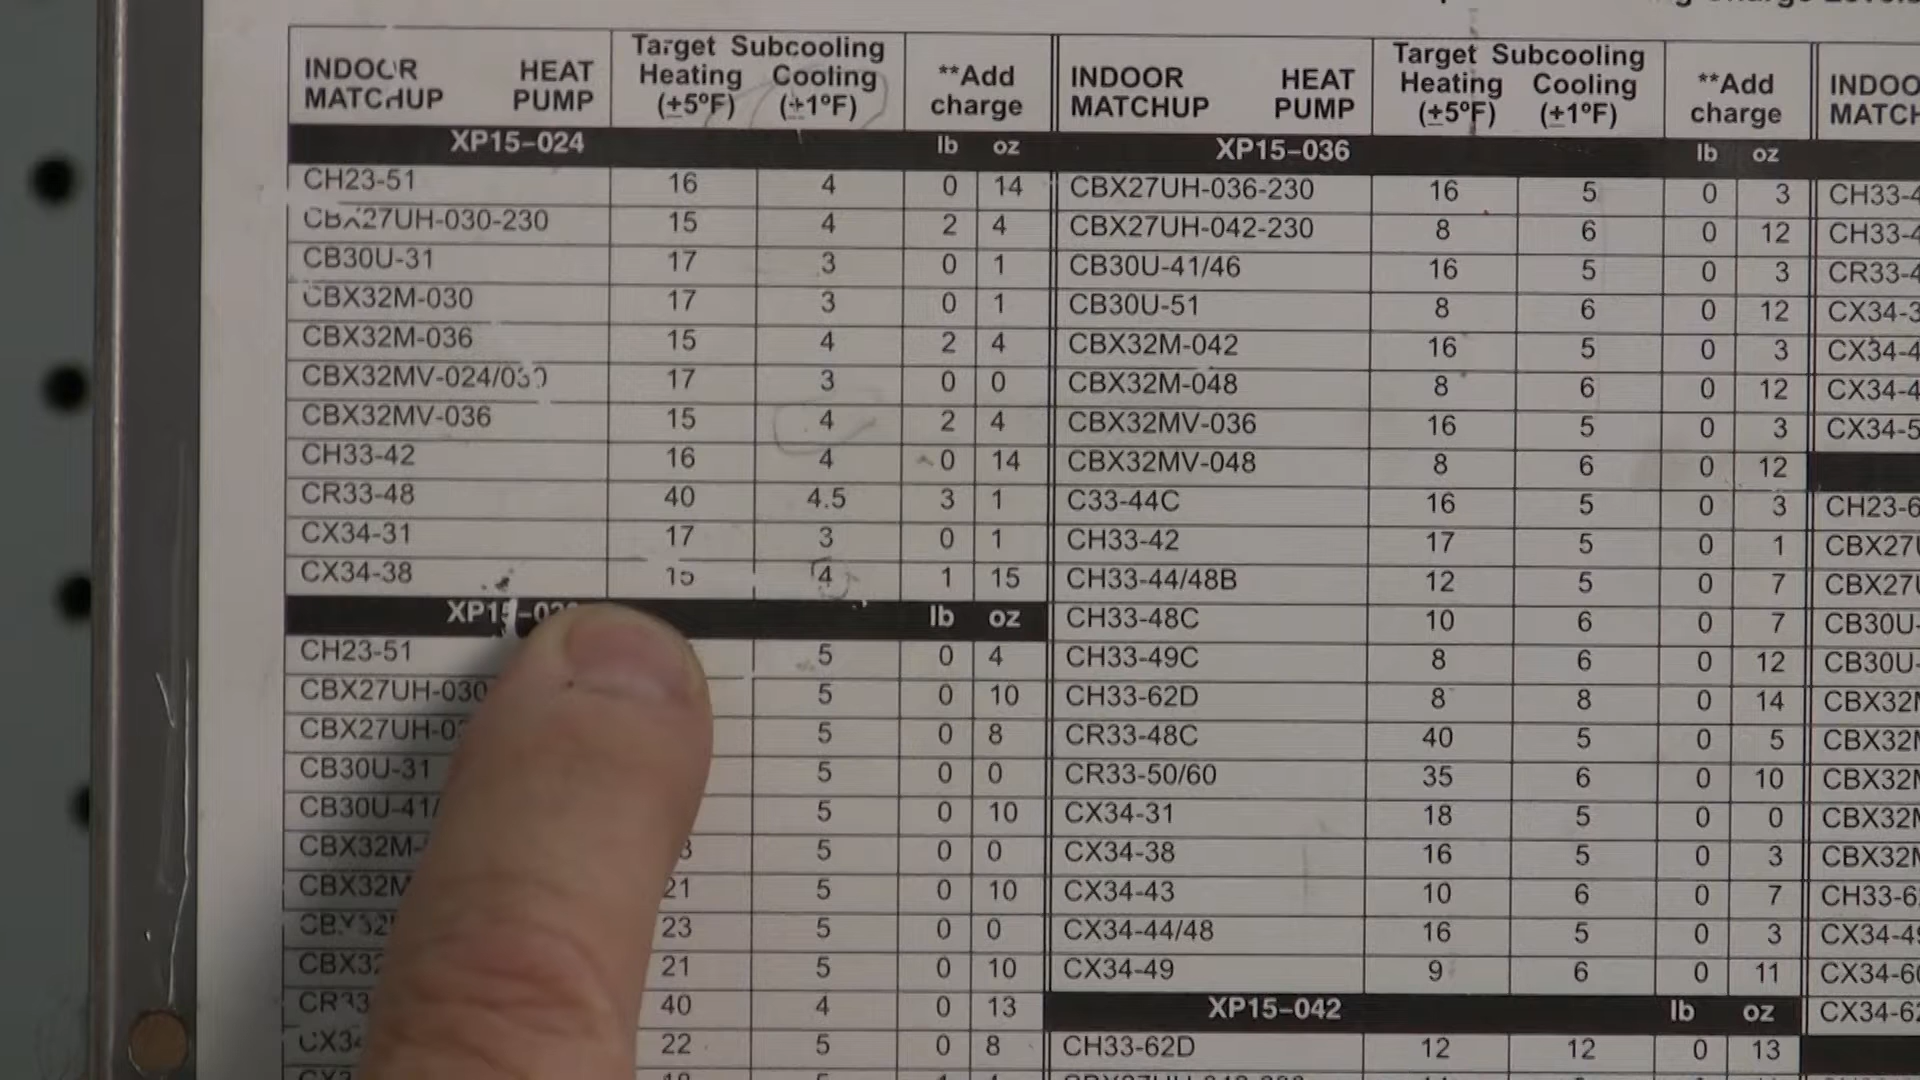 INDOOR MATCHUP HEAT PUMP Target Subcooling Heating (±5ºF) Cooling (±1ºF) **Add charge
XP15-024 lb oz
CH23-51 16 4 0 14
CBX27UH-030-230 15 4 2 4
CB30U-31 17 3 0 1
CBX32M-030 17 3 0 1
CBX32M-036 15 4 2 4
CBX32MV-024/030 17 3 0 0
CBX32MV-036 15 4 2 4
CH33-42 16 4 0 14
CR33-48 40 4.5 3 1
CX34-31 17 3 0 1
CX34-38 15 4 1 15
lb oz
CH23-51 5 0 4
CBX27UH-030 5 0 10
5 0 8
CB30U-31 5 0 0
CB30U-41/ 5 0 10
CBX32M- 5 0 0
CBX32M 21 5 0 10
23 5 0 0
21 5 0 10
40 4 0 13
22 5 0 8
INDOOR MATCHUP HEAT PUMP Target Subcooling Heating (±5ºF) Cooling (±1ºF) **Add charge
XP15-036 lb oz
CBX27UH-036-230 16 5 0 3
CBX27UH-042-230 8 6 0 12
CB30U-41/46 16 5 0 3
CB30U-51 8 6 0 12
CBX32M-042 16 5 0 3
CBX32M-048 8 6 0 12
CBX32MV-036 16 5 0 3
CBX32MV-048 8 6 0 12
C33-44C 16 5 0 3
CH33-42 17 5 0 1
CH33-44/48B 12 5 0 7
CH33-48C 10 6 0 7
CH33-49C 8 6 0 12
CH33-62D 8 8 0 14
CR33-48C 40 5 0 5
CR33-50/60 35 6 0 10
CX34-31 18 5 0 0
CX34-38 16 5 0 3
CX34-43 10 6 0 7
CX34-44/48 16 5 0 3
CX34-49 9 6 0 11
XP15-042 lb oz
CH33-62D 12 12 0 13
INDOO
MATCH
CH33-4
CH33-4
CR33-4
CX34-3
CX34-4
CX34-4
CX34-5
CH23-6
CBX27U
CBX27U
CB30U-
CB30U-
CBX32M
CBX32M
CBX32M
CBX32M
CBX32M
CH33-6
CX34-49
CX34-60
CX34-62